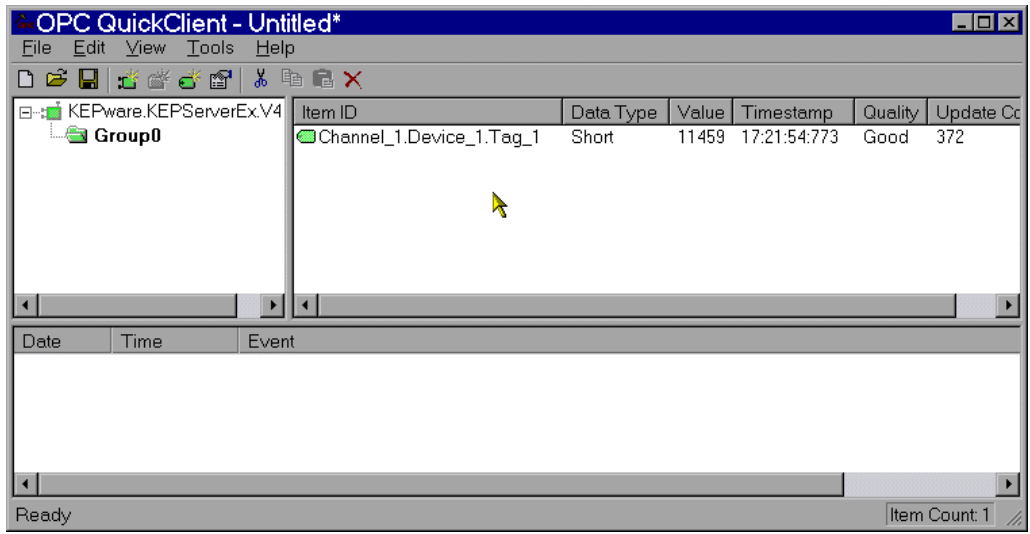 OPC QuickClient - Untitled*
File Edit View Tools Help
KEPware.KEPServerEx.V4
Group0
Item ID Data Type Value Timestamp Quality Update Co
Channel_1.Device_1.Tag_1 Short 11459 17:21:54:773 Good 372
Date Time Event
Ready Item Count: 1